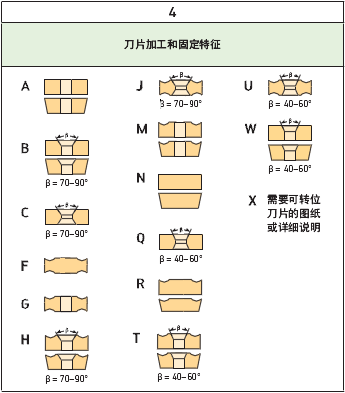 4
刀片加工和固定特征
A
β
B
β = 70–90°
β
C
β = 70–90°
F
G
β
H
β = 70–90°
β
J
β = 70–90°
M
N
β
Q
β = 40–60°
R
β
T
β = 40–60°
β
U
β = 40–60°
β
W
β = 40–60°
X 需要可转位
刀片的图纸
或详细说明